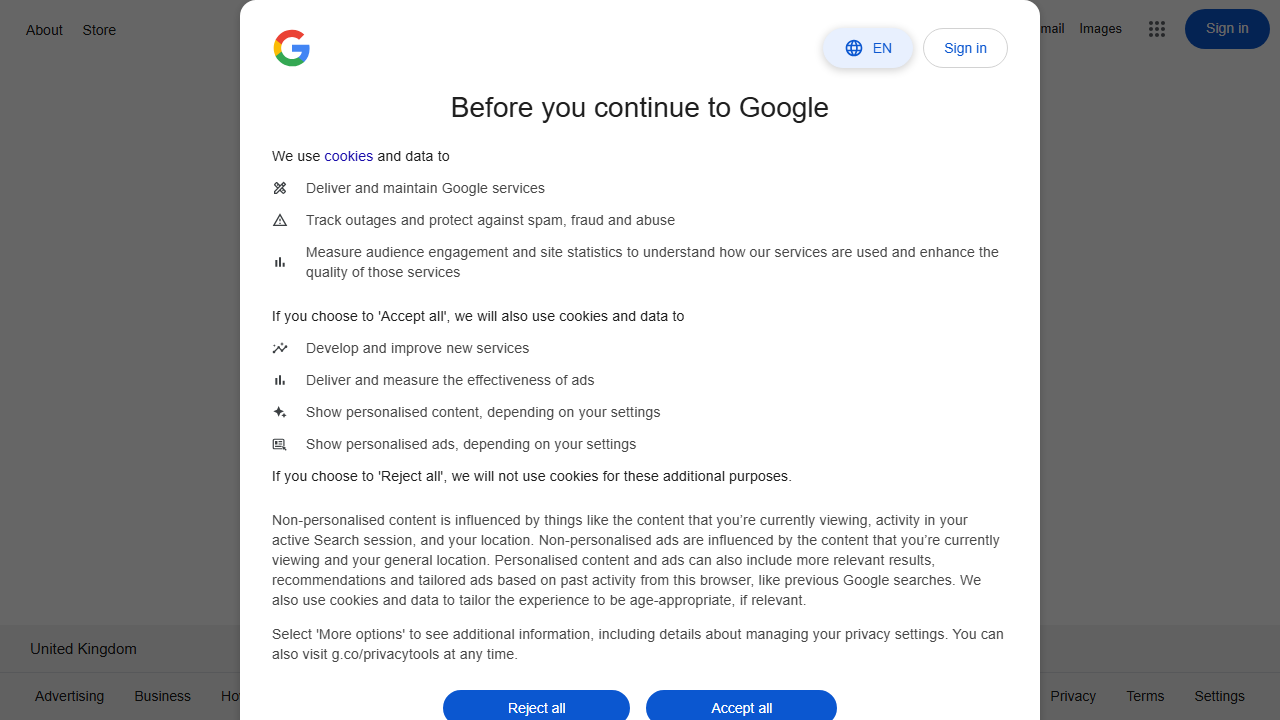 About Store
mail Images Sign in
EN Sign in
Before you continue to Google
We use cookies and data to
Deliver and maintain Google services
Track outages and protect against spam, fraud and abuse
Measure audience engagement and site statistics to understand how our services are used and enhance the
quality of those services
If you choose to 'Accept all', we will also use cookies and data to
Develop and improve new services
Deliver and measure the effectiveness of ads
Show personalised content, depending on your settings
Show personalised ads, depending on your settings
If you choose to 'Reject all', we will not use cookies for these additional purposes.
Non-personalised content is influenced by things like the content that you’re currently viewing, activity in your
active Search session, and your location. Non-personalised ads are influenced by the content that you’re currently
viewing and your general location. Personalised content and ads can also include more relevant results,
recommendations and tailored ads based on past activity from this browser, like previous Google searches. We
also use cookies and data to tailor the experience to be age-appropriate, if relevant.
Select 'More options' to see additional information, including details about managing your privacy settings. You can
also visit g.co/privacytools at any time.
Reject all Accept all
United Kingdom
Advertising Business Ho Privacy Terms Settings